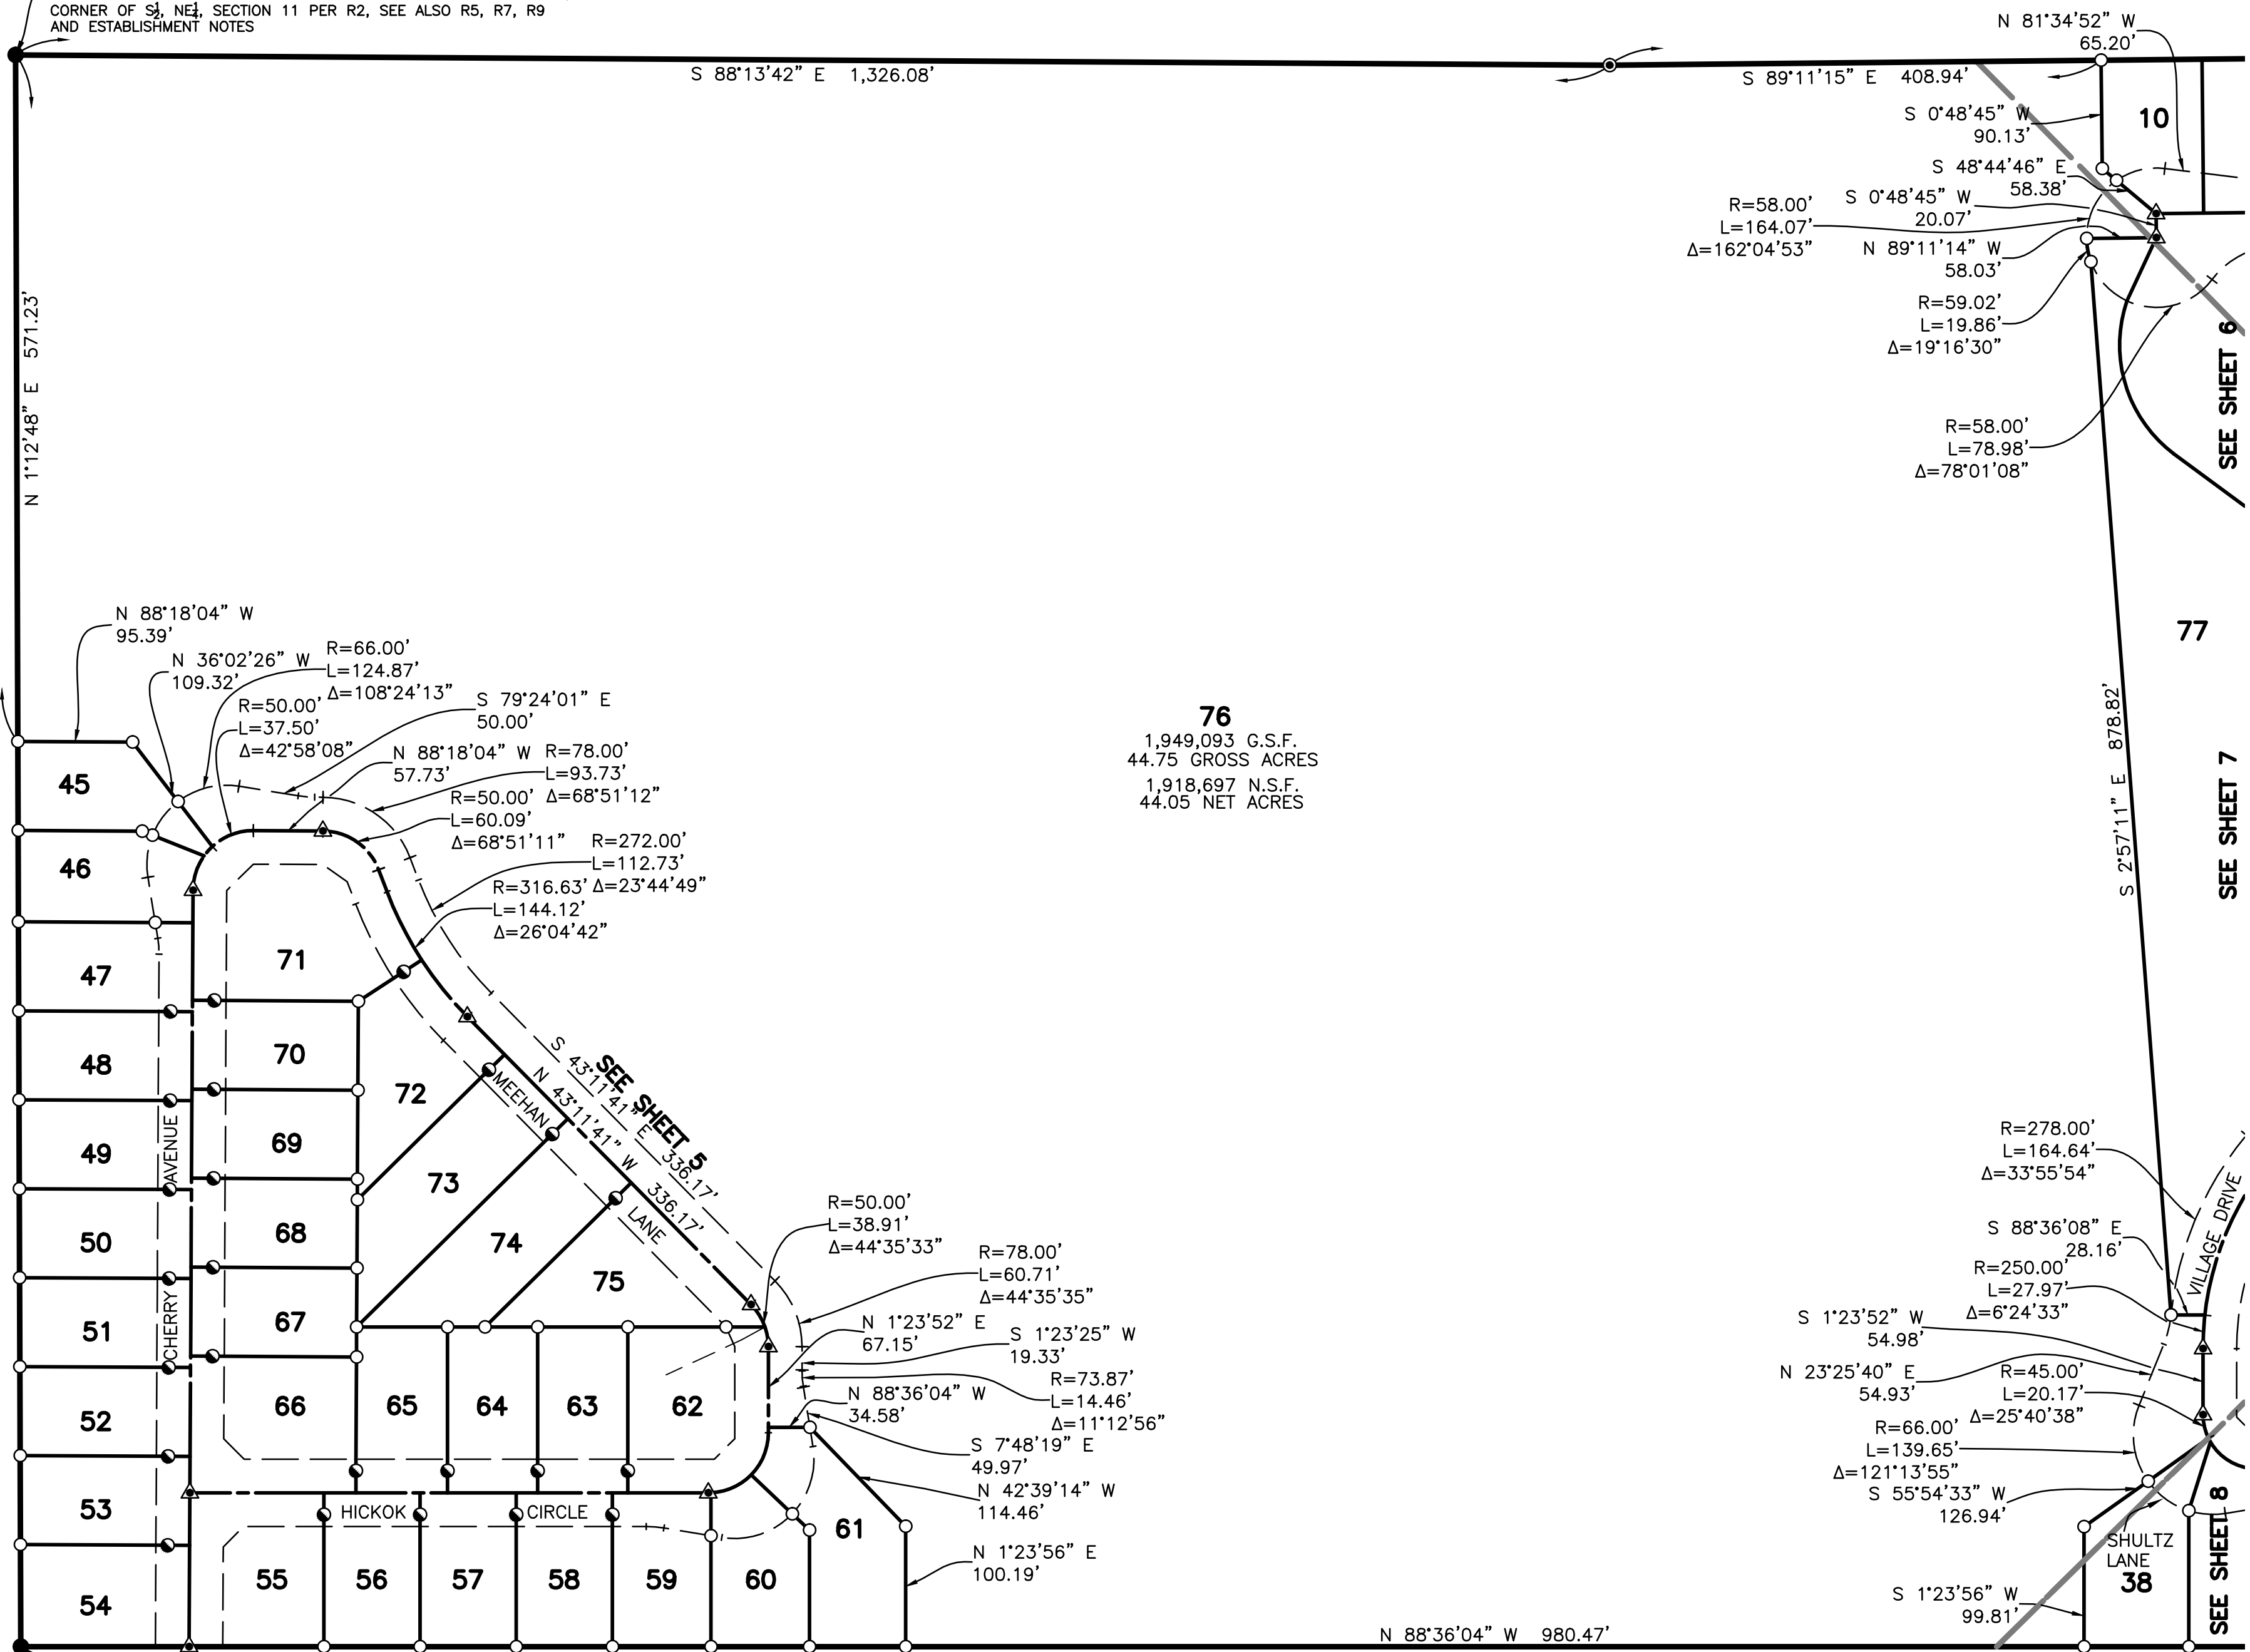 CORNER OF S½, NE¼, SECTION 11 PER R2, SEE ALSO R5, R7, R9
AND ESTABLISHMENT NOTES
S 88°13'42" E 1,326.08'
S 89°11'15" E 408.94'
N 81°34'52" W
65.20'
S 0°48'45" W
90.13'
10
S 48°44'46" E
58.38'
R=58.00'
L=164.07'
Δ=162°04'53"
S 0°48'45" W
20.07'
N 89°11'14" W
58.03'
R=59.02'
L=19.86'
Δ=19°16'30"
R=58.00'
L=78.98'
Δ=78°01'08"
SEE SHEET 6
N 1°12'48" E 571.23'
77
S 2°57'11" E 878.82'
SEE SHEET 7
76
1,949,093 G.S.F.
44.75 GROSS ACRES
1,918,697 N.S.F.
44.05 NET ACRES
N 88°18'04" W
95.39'
N 36°02'26" W
109.32'
R=66.00'
L=124.87'
Δ=108°24'13"
R=50.00'
L=37.50'
Δ=42°58'08"
S 79°24'01" E
50.00'
N 88°18'04" W
57.73'
R=78.00'
L=93.73'
Δ=68°51'12"
R=50.00'
L=60.09'
Δ=68°51'11"
R=272.00'
L=112.73'
Δ=23°44'49"
R=316.63'
L=144.12'
Δ=26°04'42"
45
46
47
48
49
50
51
52
53
54
CHERRY AVENUE
71
70
69
68
67
66
72
73
74
75
MEEHAN LANE
S 43°11'41" E 336.17'
N 43°11'41" W 336.17'
SEE SHEET 5
65
64
63
62
R=50.00'
L=38.91'
Δ=44°35'33"
R=78.00'
L=60.71'
Δ=44°35'35"
N 1°23'52" E
67.15'
S 1°23'25" W
19.33'
R=73.87'
L=14.46'
Δ=11°12'56"
N 88°36'04" W
34.58'
S 7°48'19" E
49.97'
N 42°39'14" W
114.46'
N 1°23'56" E
100.19'
HICKOK CIRCLE
55
56
57
58
59
60
61
N 88°36'04" W 980.47'
R=278.00'
L=164.64'
Δ=33°55'54"
VILLAGE DRIVE
S 88°36'08" E
28.16'
R=250.00'
L=27.97'
Δ=6°24'33"
S 1°23'52" W
54.98'
N 23°25'40" E
54.93'
R=45.00'
L=20.17'
Δ=25°40'38"
R=66.00'
L=139.65'
Δ=121°13'55"
S 55°54'33" W
126.94'
SHULTZ
LANE
38
S 1°23'56" W
99.81'
SEE SHEET 8